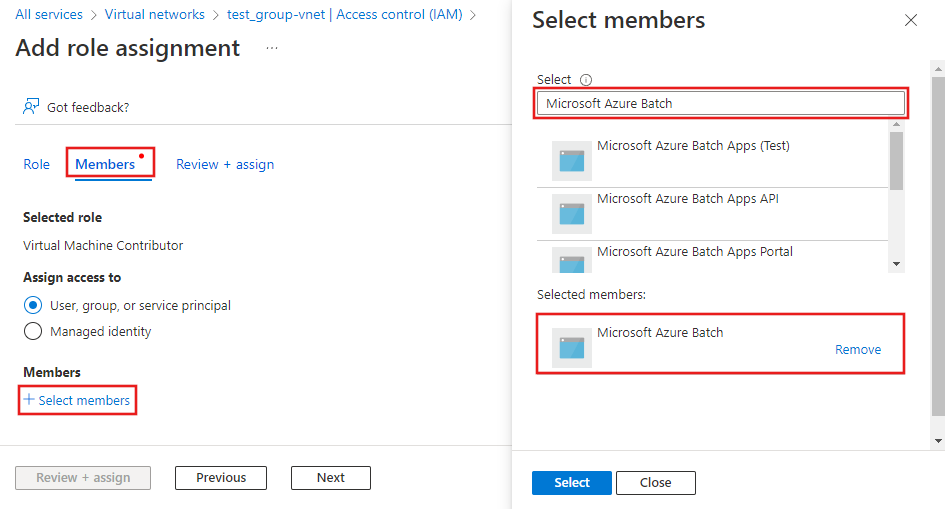 All services > Virtual networks > test_group-vnet | Access control (IAM) >
Add role assignment ...
Got feedback?
Role Members Review + assign
Selected role
Virtual Machine Contributor
Assign access to
User, group, or service principal
Managed identity
Members
+ Select members
Review + assign Previous Next
Select members
Select
Microsoft Azure Batch
Microsoft Azure Batch Apps (Test)
Microsoft Azure Batch Apps API
Microsoft Azure Batch Apps Portal
Selected members:
Microsoft Azure Batch
Remove
Select Close